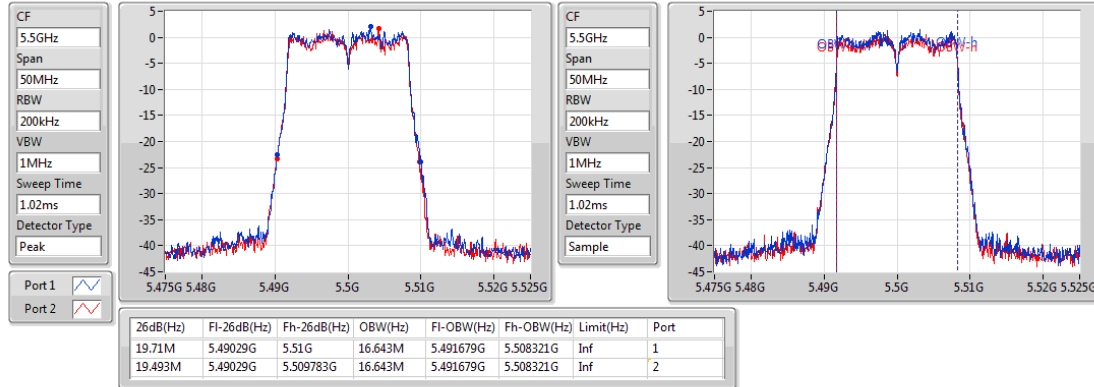 CF
5.5GHz
Span
50MHz
RBW
200kHz
VBW
1MHz
Sweep Time
1.02ms
Detector Type
Peak
Port 1
Port 2
5
0
-5
-10
-15
-20
-25
-30
-35
-40
-45
5.475G 5.48G 5.49G 5.5G 5.51G 5.52G 5.525G
CF
5.5GHz
Span
50MHz
RBW
200kHz
VBW
1MHz
Sweep Time
1.02ms
Detector Type
Sample
5
0
-5
-10
-15
-20
-25
-30
-35
-40
-45
5.475G 5.48G 5.49G 5.5G 5.51G 5.52G 5.525G
26dB(Hz) Fl-26dB(Hz) Fh-26dB(Hz) OBW(Hz) Fl-OBW(Hz) Fh-OBW(Hz) Limit(Hz) Port
19.71M 5.49029G 5.51G 16.643M 5.491679G 5.508321G Inf 1
19.493M 5.49029G 5.509783G 16.643M 5.491679G 5.508321G Inf 2